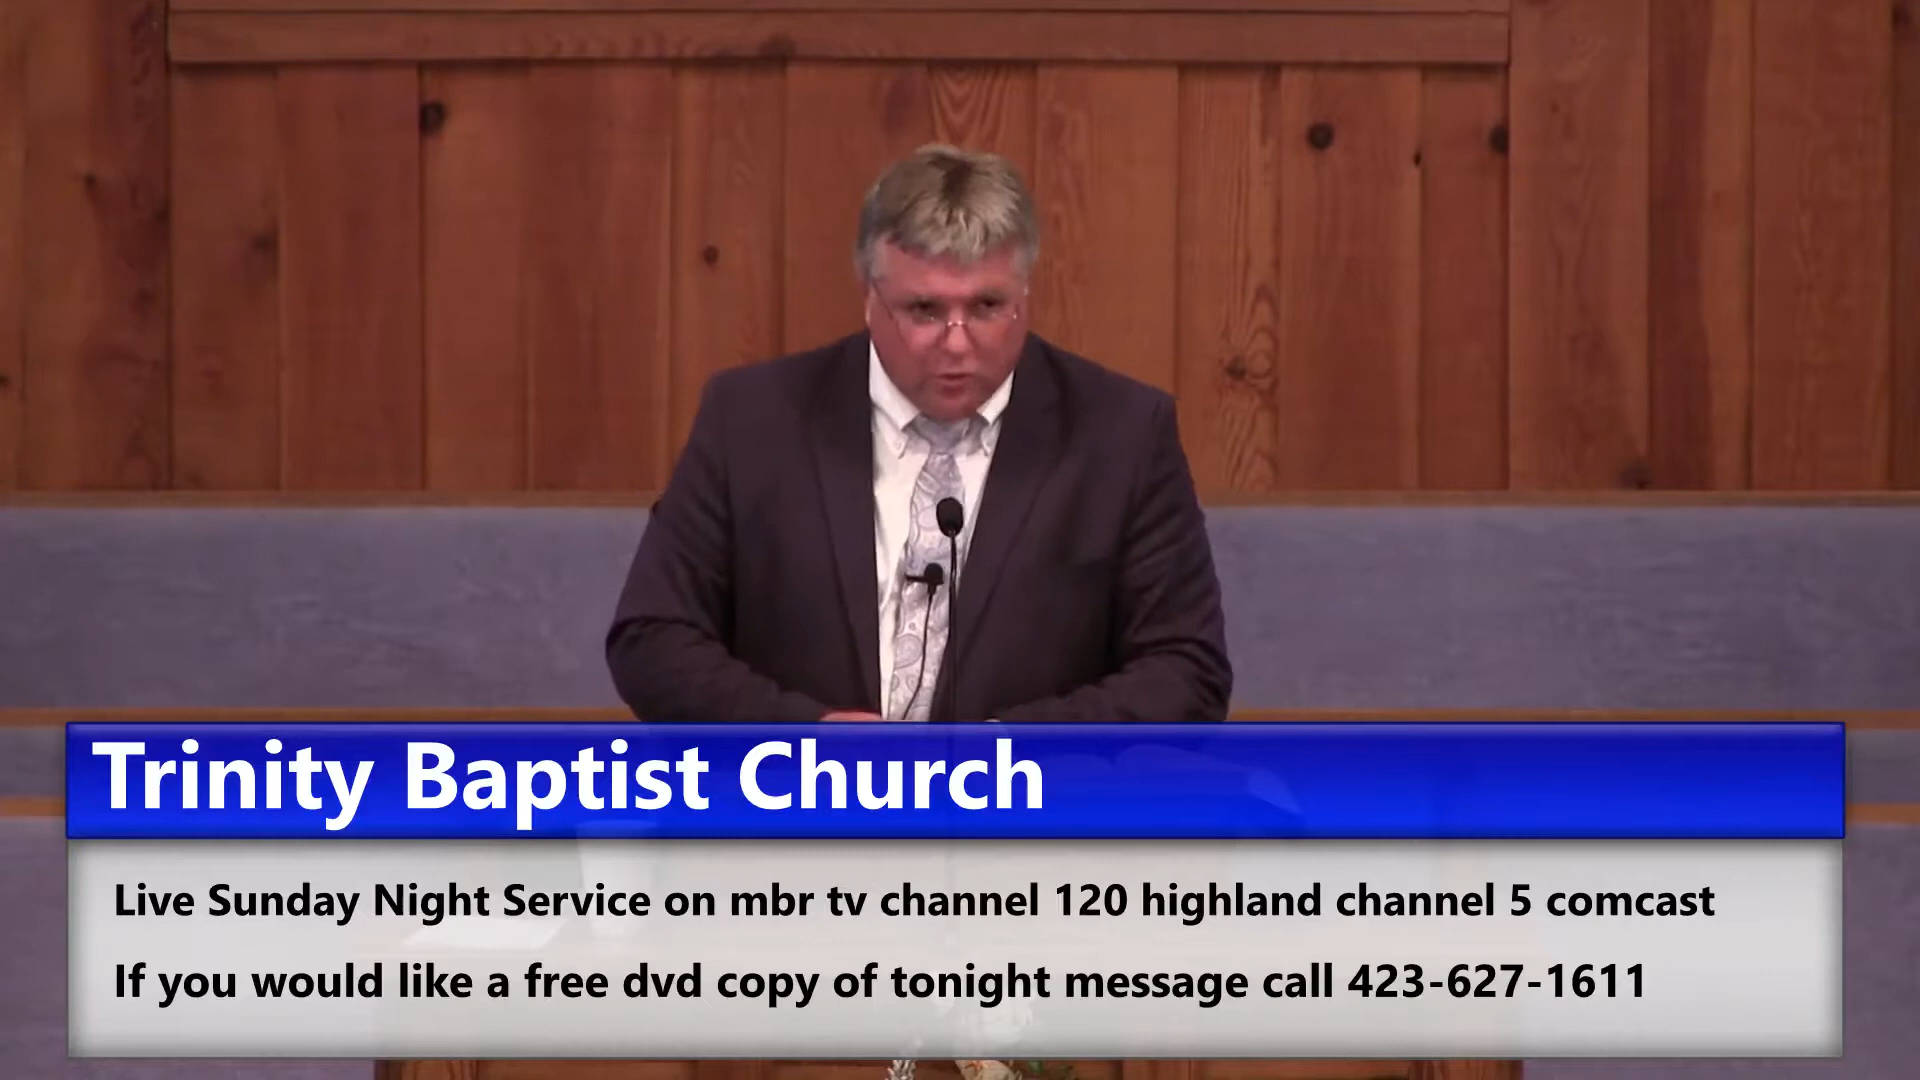 Trinity Baptist Church
Live Sunday Night Service on mbr tv channel 120 highland channel 5 comcast
If you would like a free dvd copy of tonight message call 423-627-1611